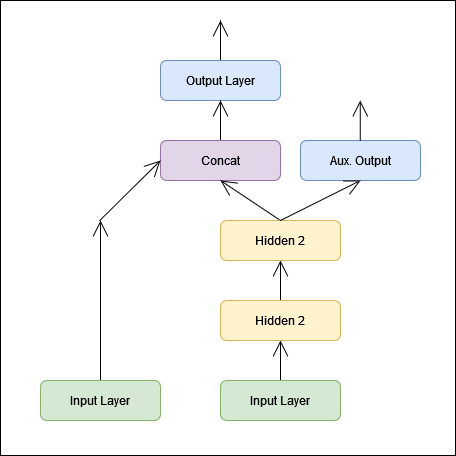 Output Layer
Concat
Aux. Output
Hidden 2
Hidden 2
Input Layer
Input Layer